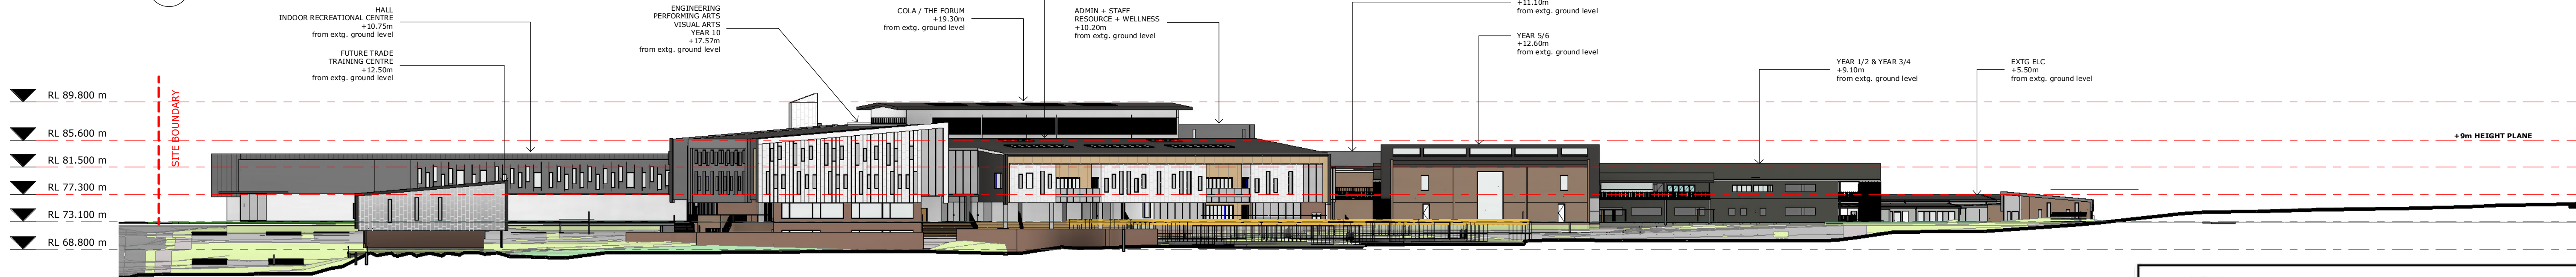 HALL
INDOOR RECREATIONAL CENTRE
+10.75m
from extg. ground level
FUTURE TRADE
TRAINING CENTRE
+12.50m
from extg. ground level
ENGINEERING
PERFORMING ARTS
VISUAL ARTS
YEAR 10
+17.57m
from extg. ground level
COLA / THE FORUM
+19.30m
from extg. ground level
ADMIN + STAFF
RESOURCE + WELLNESS
+10.20m
from extg. ground level
+11.10m
from extg. ground level
YEAR 5/6
+12.60m
from extg. ground level
YEAR 1/2 & YEAR 3/4
+9.10m
from extg. ground level
EXTG ELC
+5.50m
from extg. ground level
RL 89.800 m
RL 85.600 m
RL 81.500 m
RL 77.300 m
RL 73.100 m
RL 68.800 m
SITE BOUNDARY
+9m HEIGHT PLANE